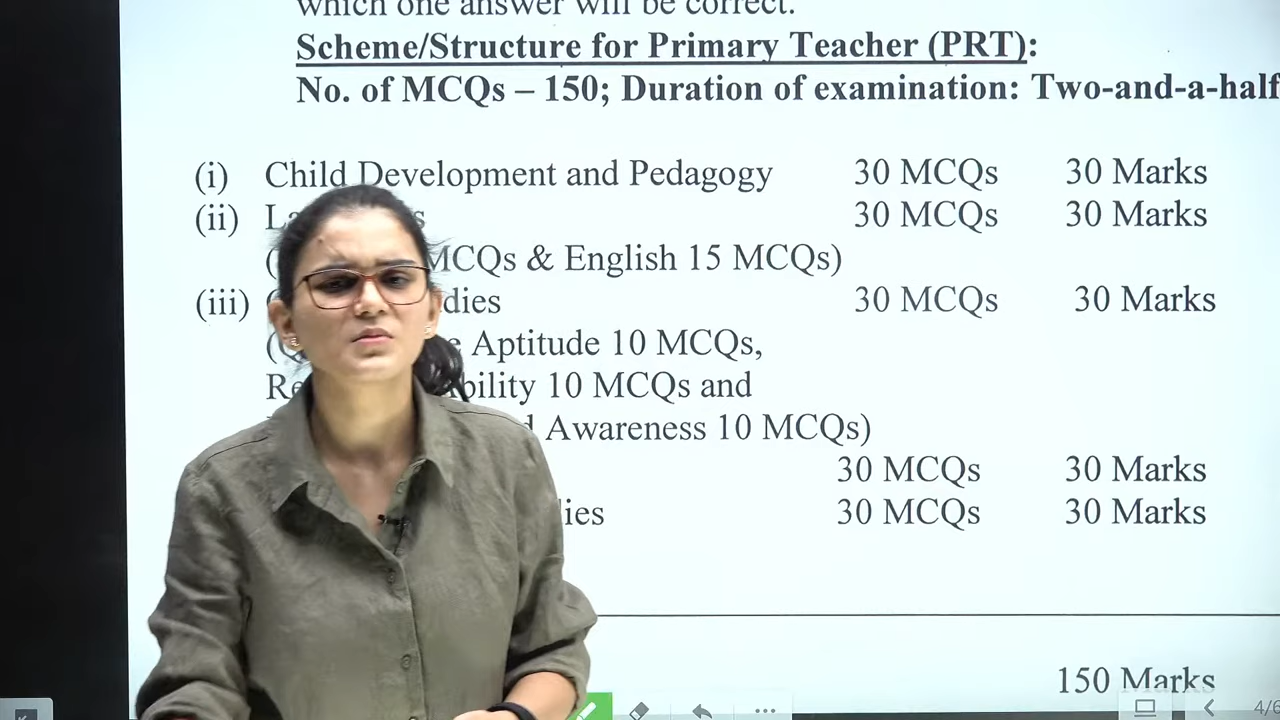 which one answer will be correct.
Scheme/Structure for Primary Teacher (PRT):
No. of MCQs – 150; Duration of examination: Two-and-a-half
(i) Child Development and Pedagogy 30 MCQs 30 Marks
(ii) 30 MCQs 30 Marks
MCQs & English 15 MCQs)
(iii) 30 MCQs 30 Marks
Aptitude 10 MCQs,
10 MCQs and
Awareness 10 MCQs)
30 MCQs 30 Marks
30 MCQs 30 Marks
150 Marks
4/6